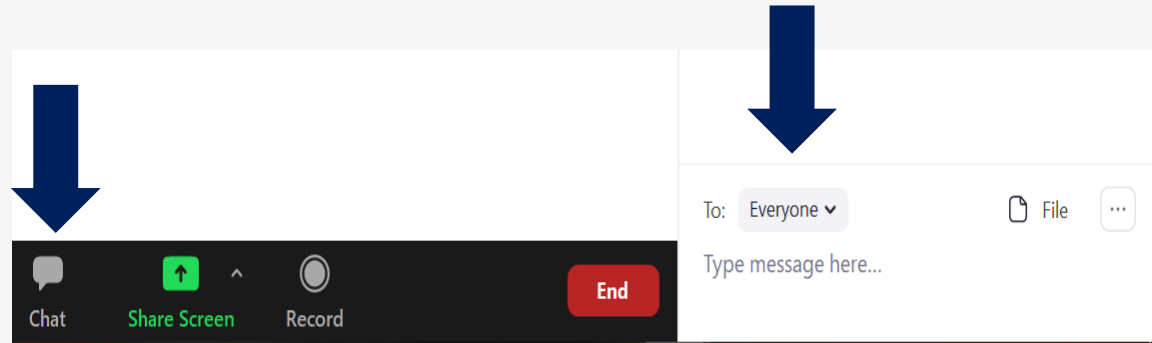 To: Everyone
File
...
Type message here...
Chat
Share Screen
Record
End